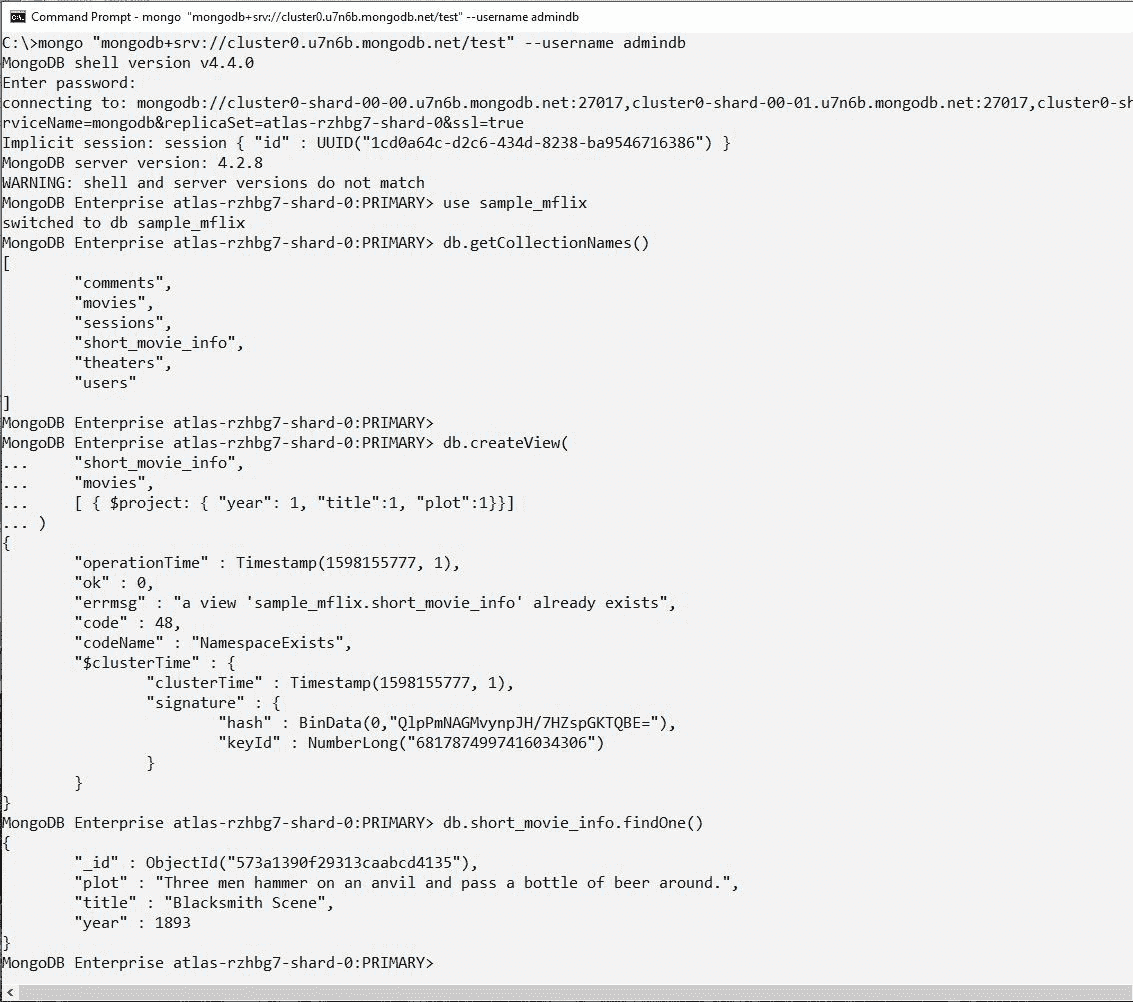 Command Prompt - mongo "mongodb+srv://cluster0.u7n6b.mongodb.net/test" --username admindb
C:\>mongo "mongodb+srv://cluster0.u7n6b.mongodb.net/test" --username admindb
MongoDB shell version v4.4.0
Enter password:
connecting to: mongodb://cluster0-shard-00-00.u7n6b.mongodb.net:27017,cluster0-shard-00-01.u7n6b.mongodb.net:27017,cluster0-sh
rviceName=mongodb&replicaSet=atlas-rzhbg7-shard-0&ssl=true
Implicit session: session { "id" : UUID("1cd0a64c-d2c6-434d-8238-ba9546716386") }
MongoDB server version: 4.2.8
WARNING: shell and server versions do not match
MongoDB Enterprise atlas-rzhbg7-shard-0:PRIMARY> use sample_mflix
switched to db sample_mflix
MongoDB Enterprise atlas-rzhbg7-shard-0:PRIMARY> db.getCollectionNames()
[
        "comments",
        "movies",
        "sessions",
        "short_movie_info",
        "theaters",
        "users"
]
MongoDB Enterprise atlas-rzhbg7-shard-0:PRIMARY>
MongoDB Enterprise atlas-rzhbg7-shard-0:PRIMARY> db.createView(
...     "short_movie_info",
...     "movies",
...     [ { $project: { "year": 1, "title":1, "plot":1}}]
... )
{
        "operationTime" : Timestamp(1598155777, 1),
        "ok" : 0,
        "errmsg" : "a view 'sample_mflix.short_movie_info' already exists",
        "code" : 48,
        "codeName" : "NamespaceExists",
        "$clusterTime" : {
                "clusterTime" : Timestamp(1598155777, 1),
                "signature" : {
                        "hash" : BinData(0,"QlpPmNAGMvynpJH/7HZspGKTQBE="),
                        "keyId" : NumberLong("6817874997416034306")
                }
        }
}
MongoDB Enterprise atlas-rzhbg7-shard-0:PRIMARY> db.short_movie_info.findOne()
{
        "_id" : ObjectId("573a1390f29313caabcd4135"),
        "plot" : "Three men hammer on an anvil and pass a bottle of beer around.",
        "title" : "Blacksmith Scene",
        "year" : 1893
}
MongoDB Enterprise atlas-rzhbg7-shard-0:PRIMARY>